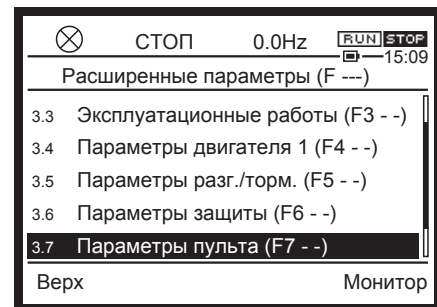 СТОП 0.0Hz RUN STOP
15:09
Расширенные параметры (F ---)
3.3 Эксплуатационные работы (F3 - -)
3.4 Параметры двигателя 1 (F4 - -)
3.5 Параметры разг./торм. (F5 - -)
3.6 Параметры защиты (F6 - -)
3.7 Параметры пульта (F7 - -)
Верх Монитор